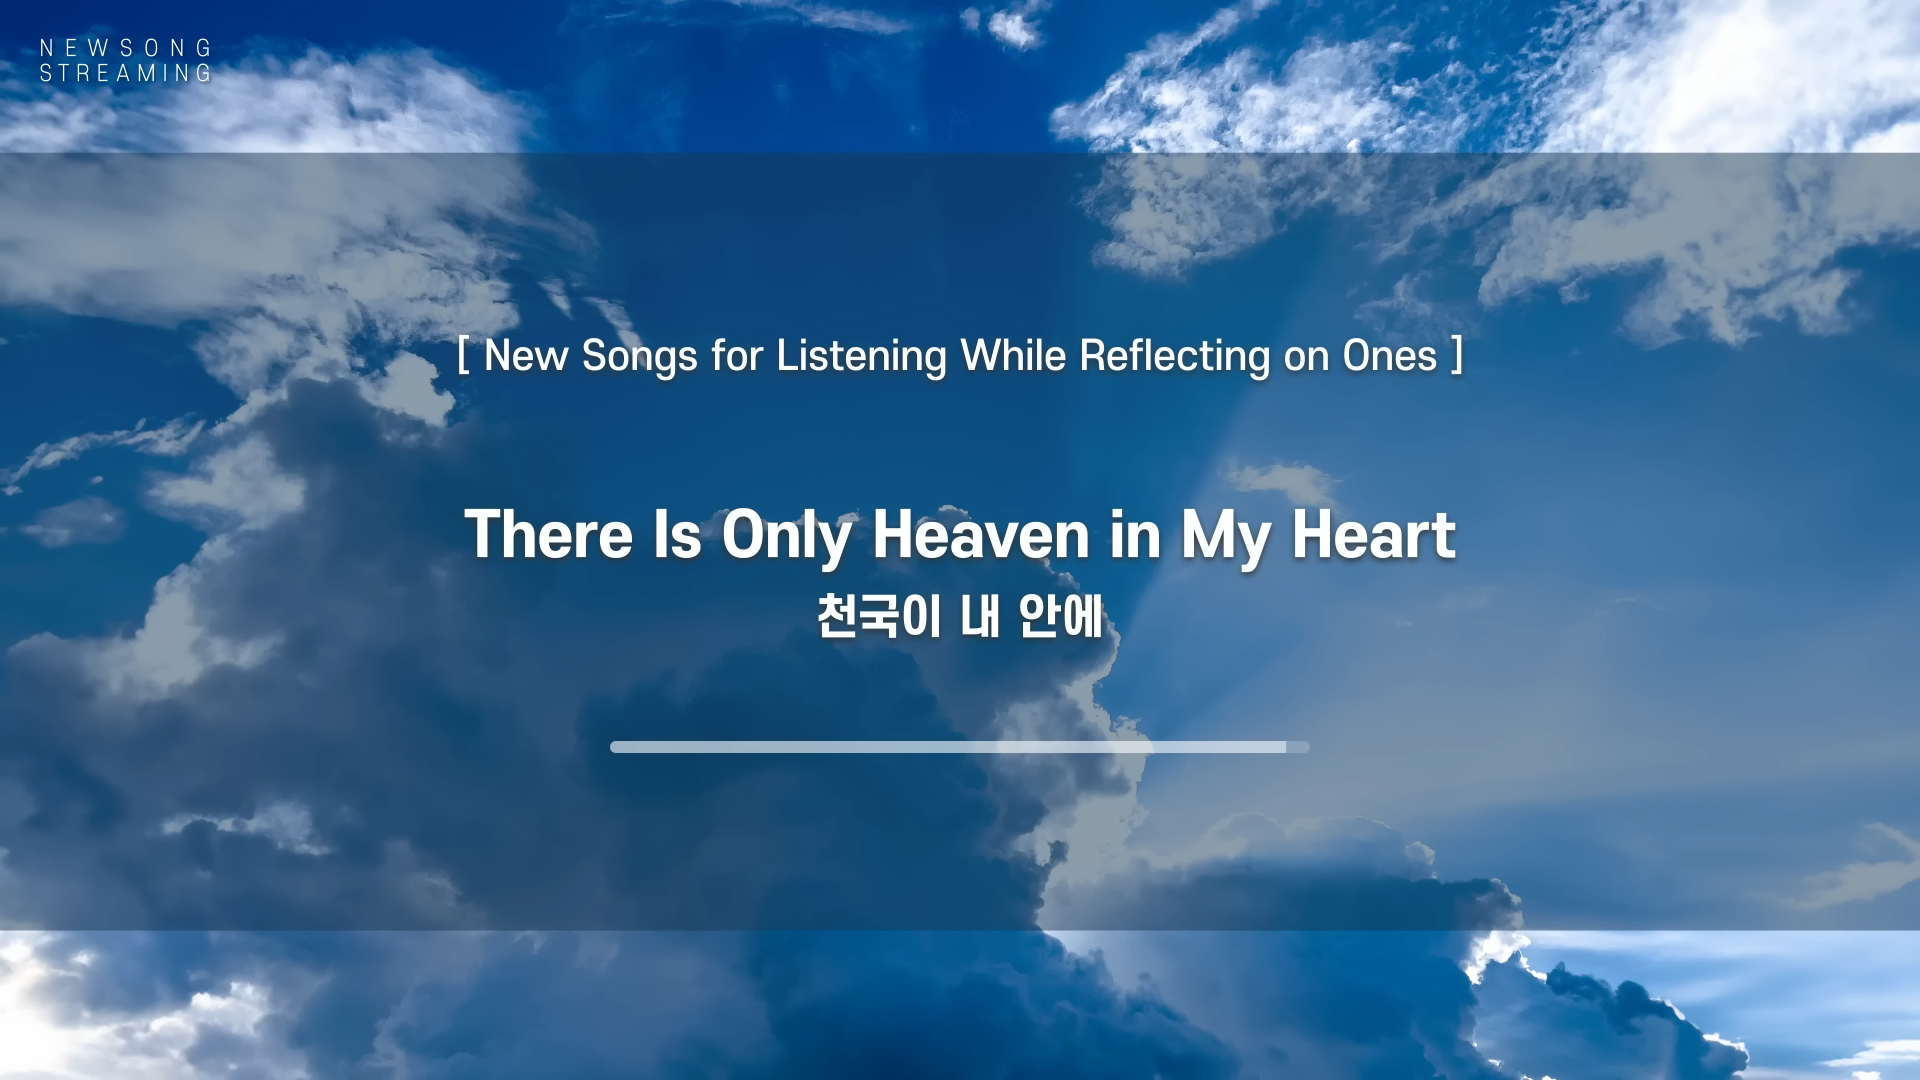 NEWSONG
STREAMING
[ New Songs for Listening While Reflecting on Ones ]
There Is Only Heaven in My Heart
천국이 내 안에